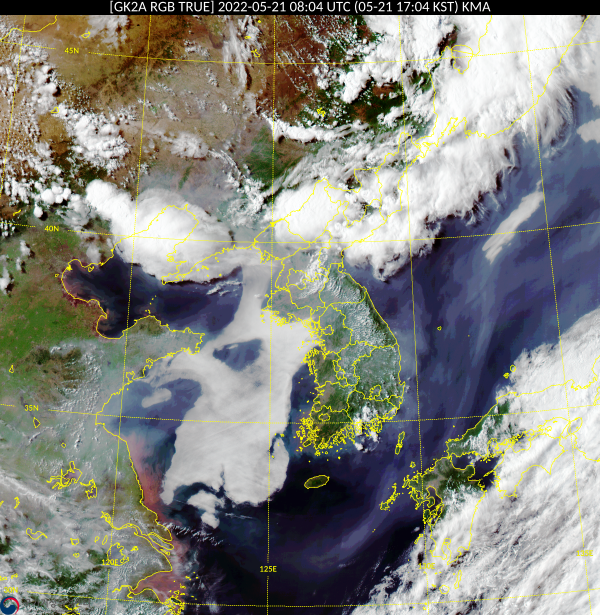 [GK2A RGB TRUE] 2022-05-21 08:04 UTC (05-21 17:04 KST) KMA
45N
40N
35N
120E
125E